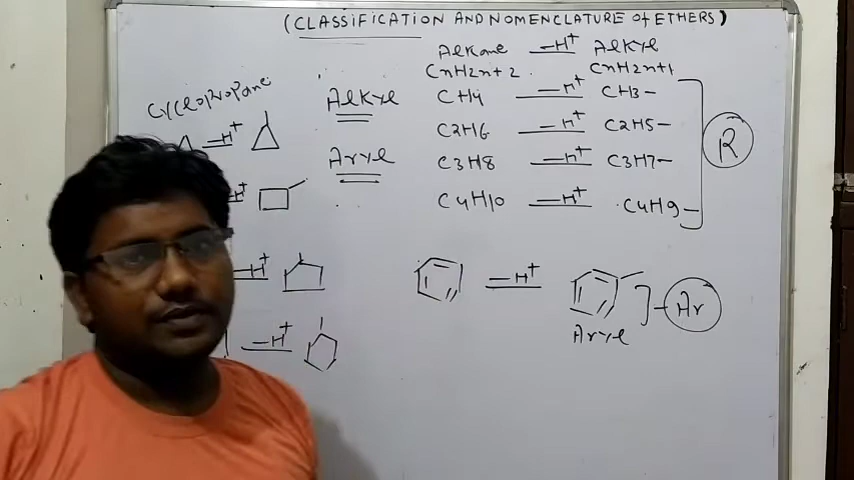 (CLASSIFICATION AND NOMENCLATURE of ETHERS)
Alkane —H+ Alkyl
CnH2n+2 CnH2n+1
Cyclopropane
—H+
—H+
—H+
Alkyl
Aryl
CH4 —H+ CH3-
C2H6 —H+ C2H5-
C3H8 —H+ C3H7-
C4H10 —H+ C4H9-
R
—H+
Ar
Aryl